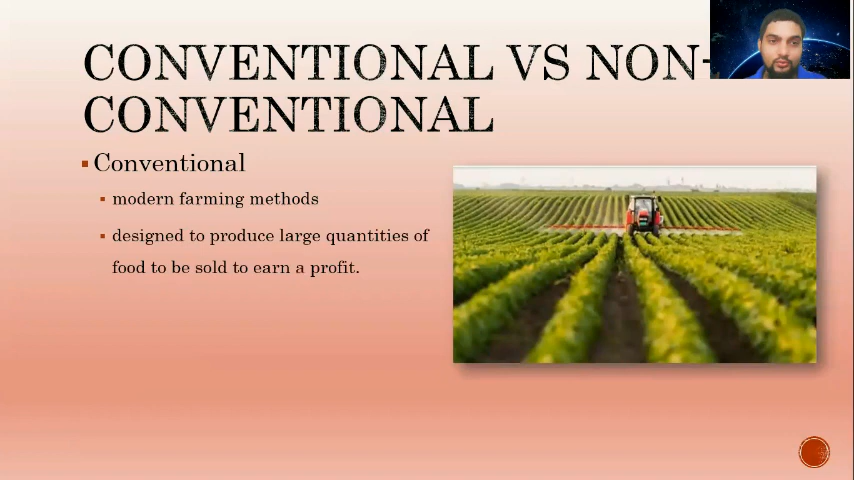 CONVENTIONAL VS NON-
CONVENTIONAL
Conventional
modern farming methods
designed to produce large quantities of
food to be sold to earn a profit.